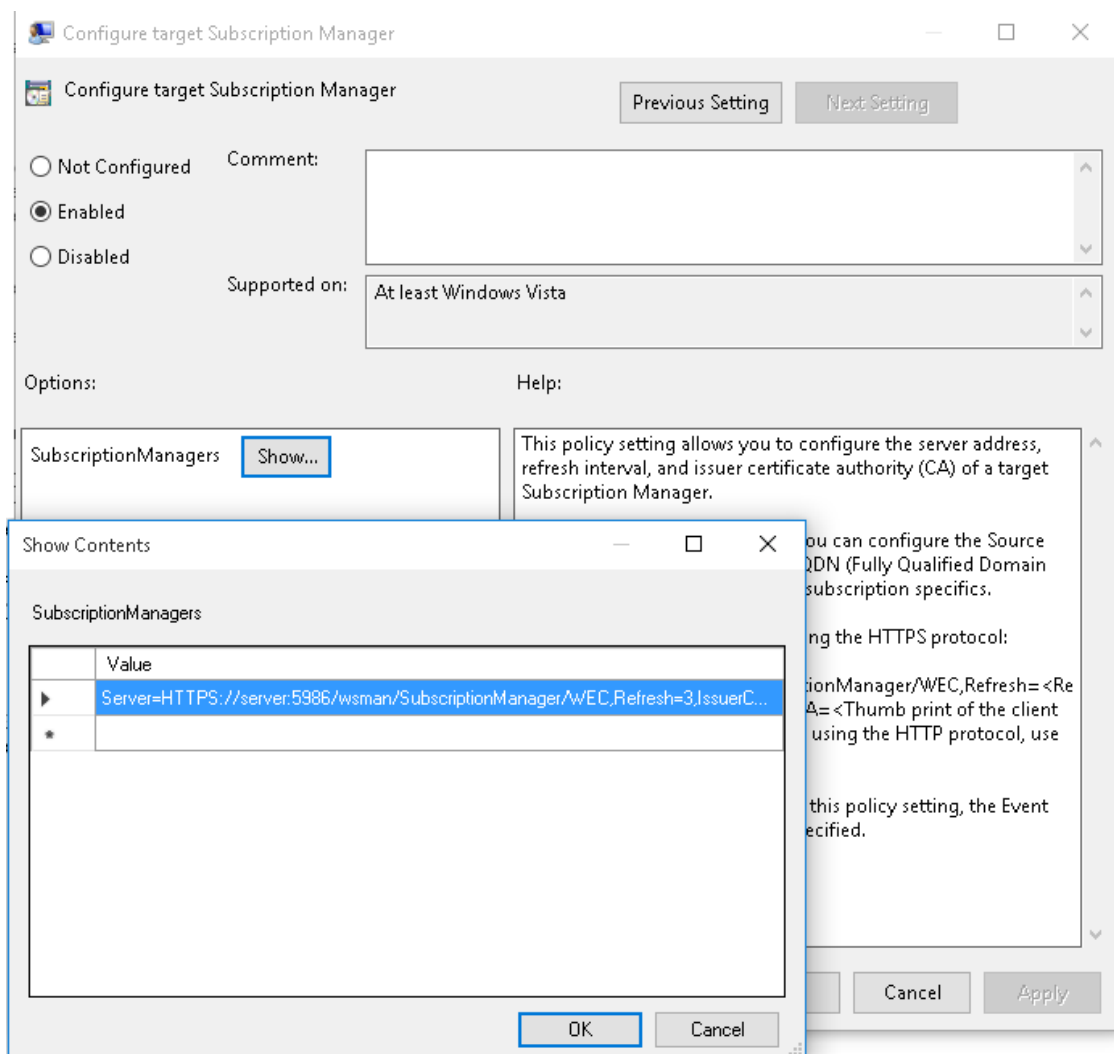 Configure target Subscription Manager
Configure target Subscription Manager
Previous Setting
Next Setting
Not Configured
Comment:
Enabled
Disabled
Supported on:
At least Windows Vista
Options:
Help:
SubscriptionManagers
Show...
This policy setting allows you to configure the server address,
refresh interval, and issuer certificate authority (CA) of a target
Subscription Manager.
ou can configure the Source
QDN (Fully Qualified Domain
subscription specifics.
ng the HTTPS protocol:
ionManager/WEC,Refresh=<Re
A=<Thumb print of the client
using the HTTP protocol, use
this policy setting, the Event
ecified.
Show Contents
SubscriptionManagers
Value
Server=HTTPS://server:5986/wsman/SubscriptionManager/WEC,Refresh=3,IssuerC...
OK
Cancel
Cancel
Apply